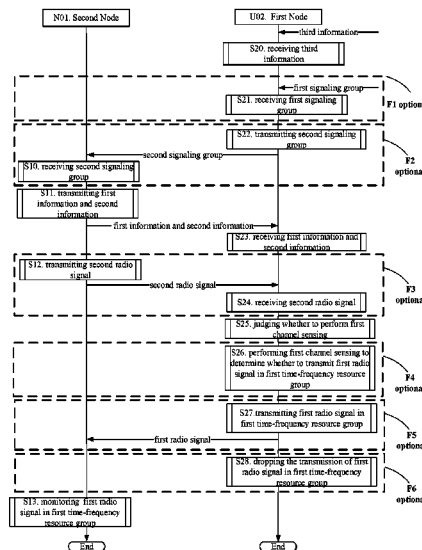 N01. Second Node
U02. First Node
third information
S20. receiving third
information
first signaling group
S21. receiving first signaling
group
F1 option
S22. transmitting second signaling
group
second signaling group
S10. receiving second signaling
group
F2
optional
S11. transmitting first
information and second
information
first information and second information
S23. receiving first information and
second information
S12. transmitting second radio
signal
second radio signal
S24. receiving second radio signal
F3
optional
S25. judging whether to perform first
channel sensing
S26. performing first channel sensing to
determine whether to transmit first radio
signal in first time-frequency resource
group
F4
optional
S27 transmitting first radio signal in
first time-frequency resource group
first radio signal
F5
optional
S28. dropping the transmission of
first radio signal in first time-frequency
resource group
F6
optional
S13. monitoring first radio
signal in first time-frequency
resource group
End
End